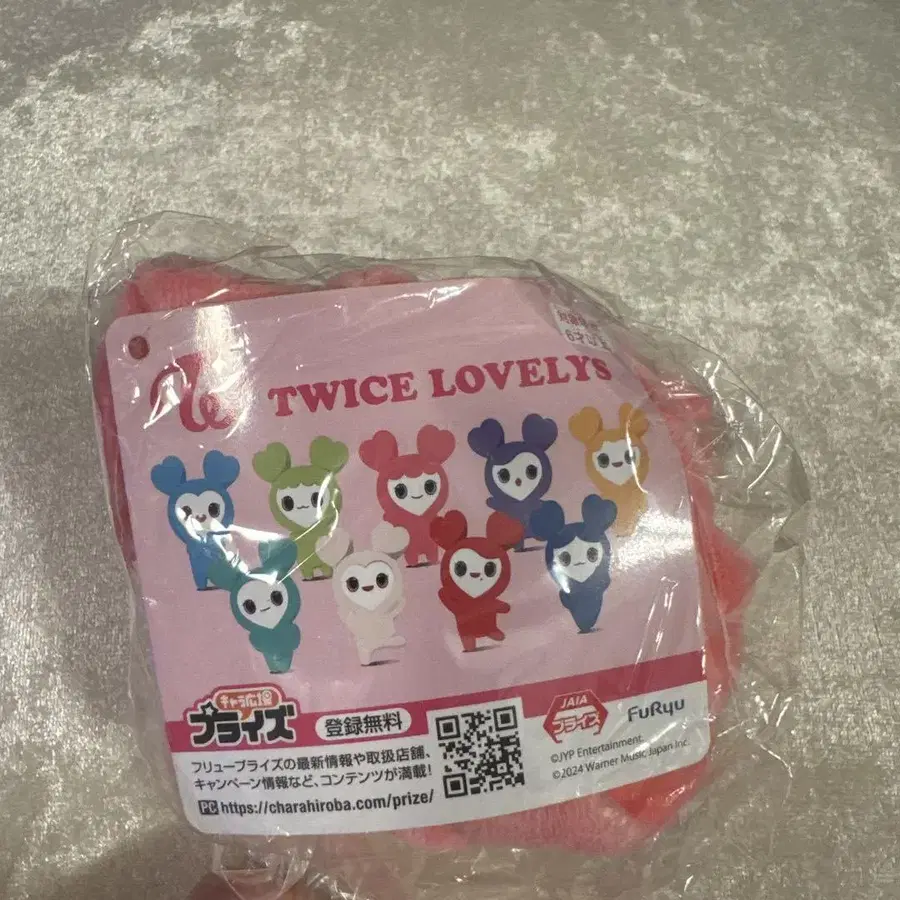 TWICE LOVELYS
キャラ広場
プライズ
登録無料
フリュープライズの最新情報や取扱店舗、
キャンペーン情報など、コンテンツが満載!
PC https://charahiroba.com/prize/
JAIA
プライズ
FuRyu
©JYP Entertainment.
©2024 Warner Music Japan Inc.